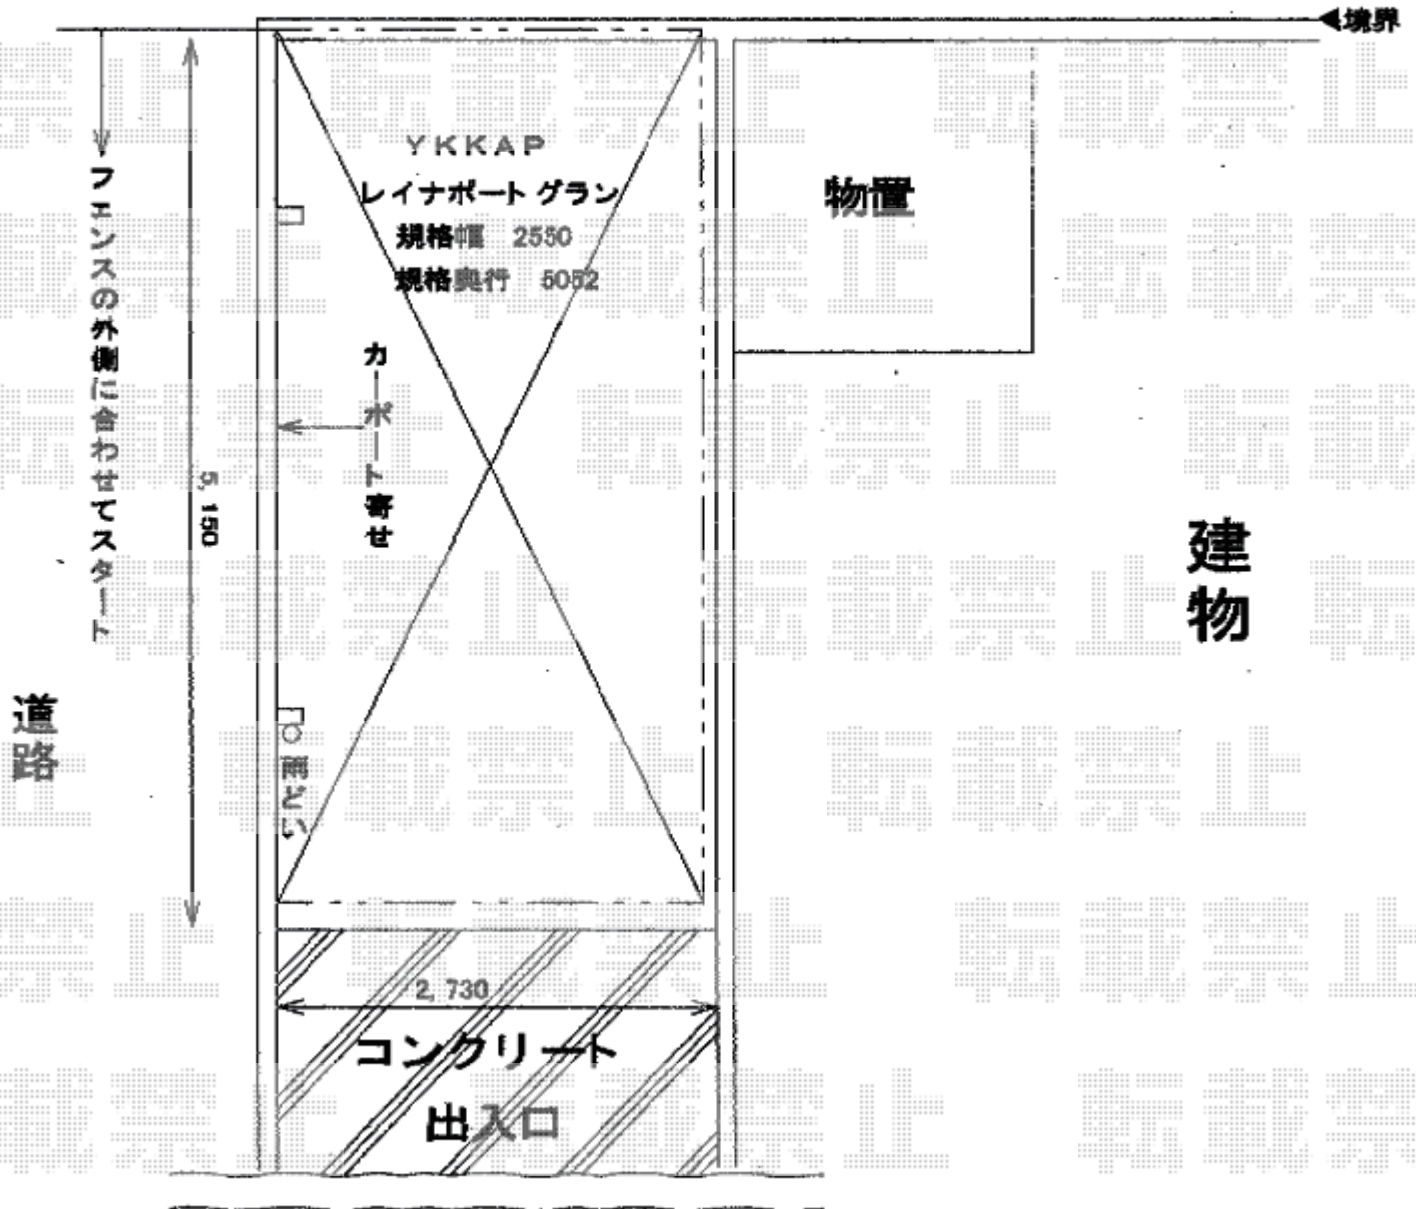 境界
YKKAP
レイナポートグラン
規格幅 2550
規格奥行 5052
物置
フェンスの外側に合わせてスタート
カーポート寄せ
5,150
建物
道路
雨どい
2,730
コンクリート
出入口
転載禁止